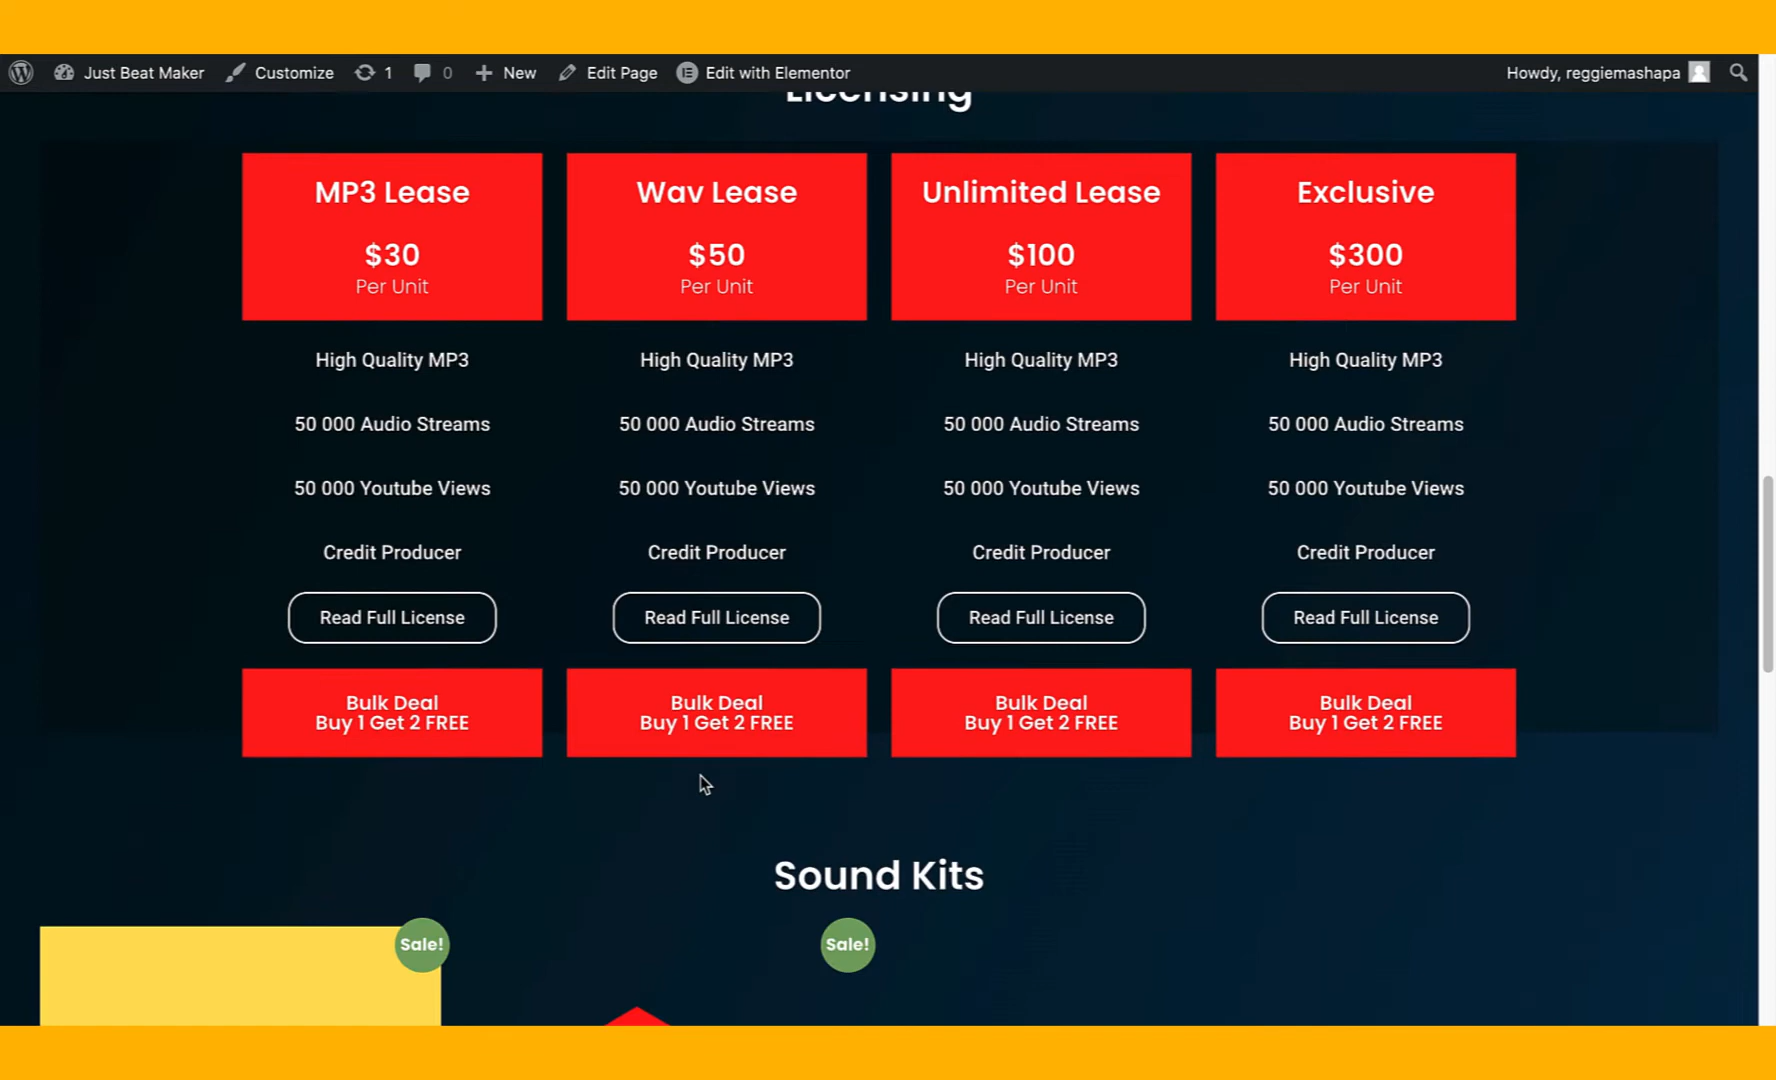 Just Beat Maker Customize 1 0 New Edit Page Edit with Elementor Howdy, reggiemashapa
Licensing
MP3 Lease
$30
Per Unit
High Quality MP3
50 000 Audio Streams
50 000 Youtube Views
Credit Producer
Read Full License
Bulk Deal
Buy 1 Get 2 FREE
Wav Lease
$50
Per Unit
High Quality MP3
50 000 Audio Streams
50 000 Youtube Views
Credit Producer
Read Full License
Bulk Deal
Buy 1 Get 2 FREE
Unlimited Lease
$100
Per Unit
High Quality MP3
50 000 Audio Streams
50 000 Youtube Views
Credit Producer
Read Full License
Bulk Deal
Buy 1 Get 2 FREE
Exclusive
$300
Per Unit
High Quality MP3
50 000 Audio Streams
50 000 Youtube Views
Credit Producer
Read Full License
Bulk Deal
Buy 1 Get 2 FREE
Sound Kits
Sale!
Sale!